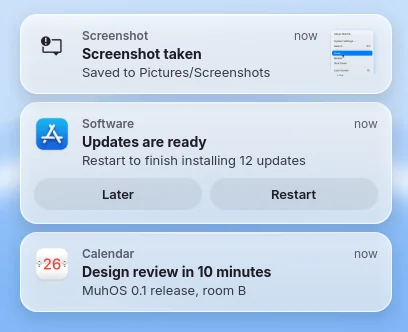 Screenshot
now
Screenshot taken
Saved to Pictures/Screenshots
Software
now
Updates are ready
Restart to finish installing 12 updates
Later
Restart
26
Calendar
now
Design review in 10 minutes
MuhOS 0.1 release, room B